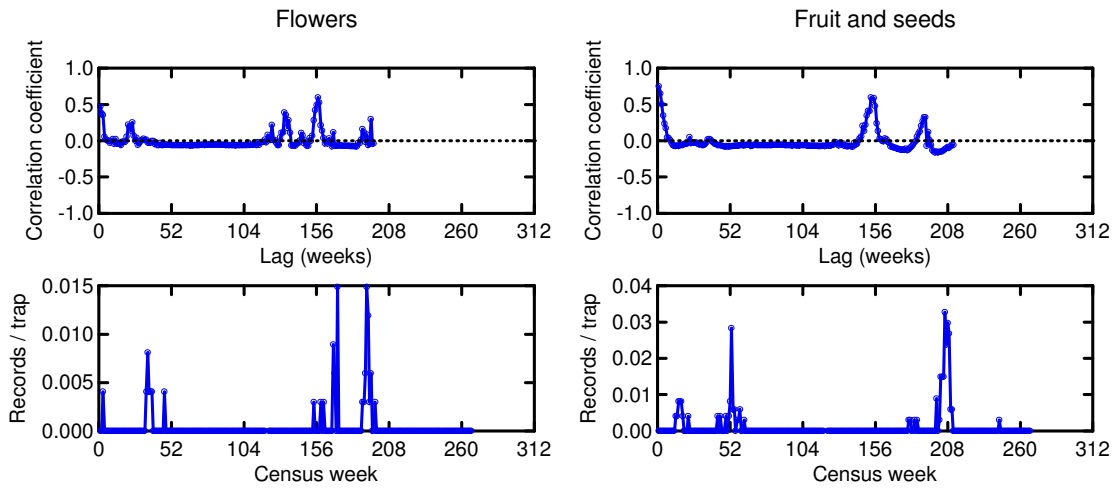 Flowers
Fruit and seeds
Correlation coefficient
1.0
0.5
0.0
-0.5
-1.0
0 52 104 156 208 260 312
Lag (weeks)
Correlation coefficient
1.0
0.5
0.0
-0.5
-1.0
0 52 104 156 208 260 312
Lag (weeks)
Records / trap
0.015
0.010
0.005
0.000
0 52 104 156 208 260 312
Census week
Records / trap
0.04
0.03
0.02
0.01
0.00
0 52 104 156 208 260 312
Census week